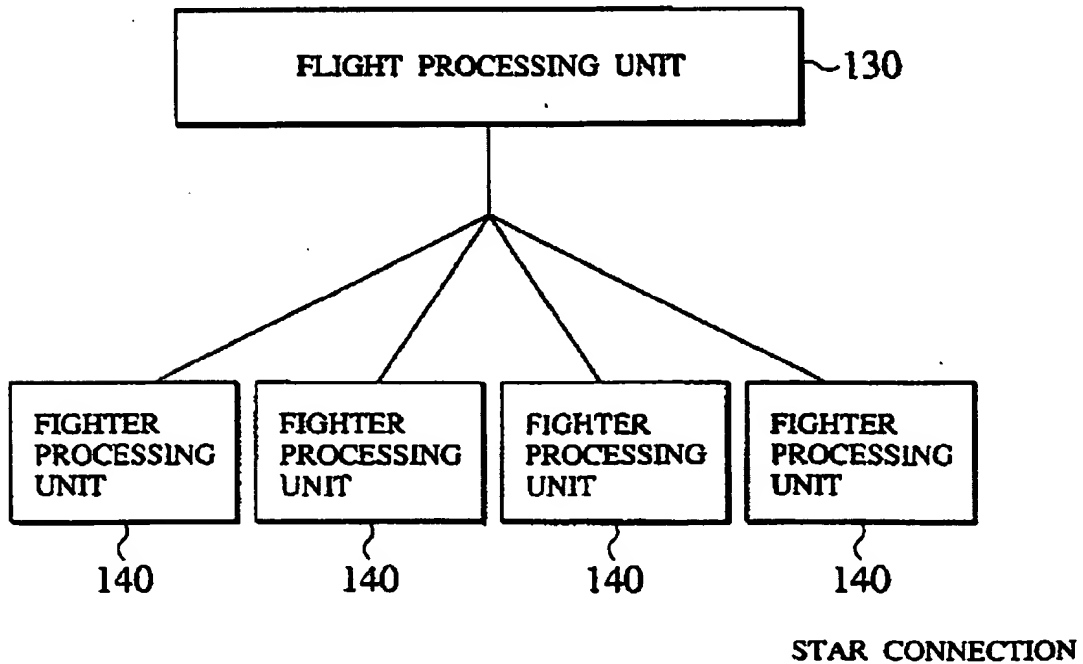 FLIGHT PROCESSING UNIT
130
FIGHTER
PROCESSING
UNIT
140
FIGHTER
PROCESSING
UNIT
140
FIGHTER
PROCESSING
UNIT
140
FIGHTER
PROCESSING
UNIT
140
STAR CONNECTION